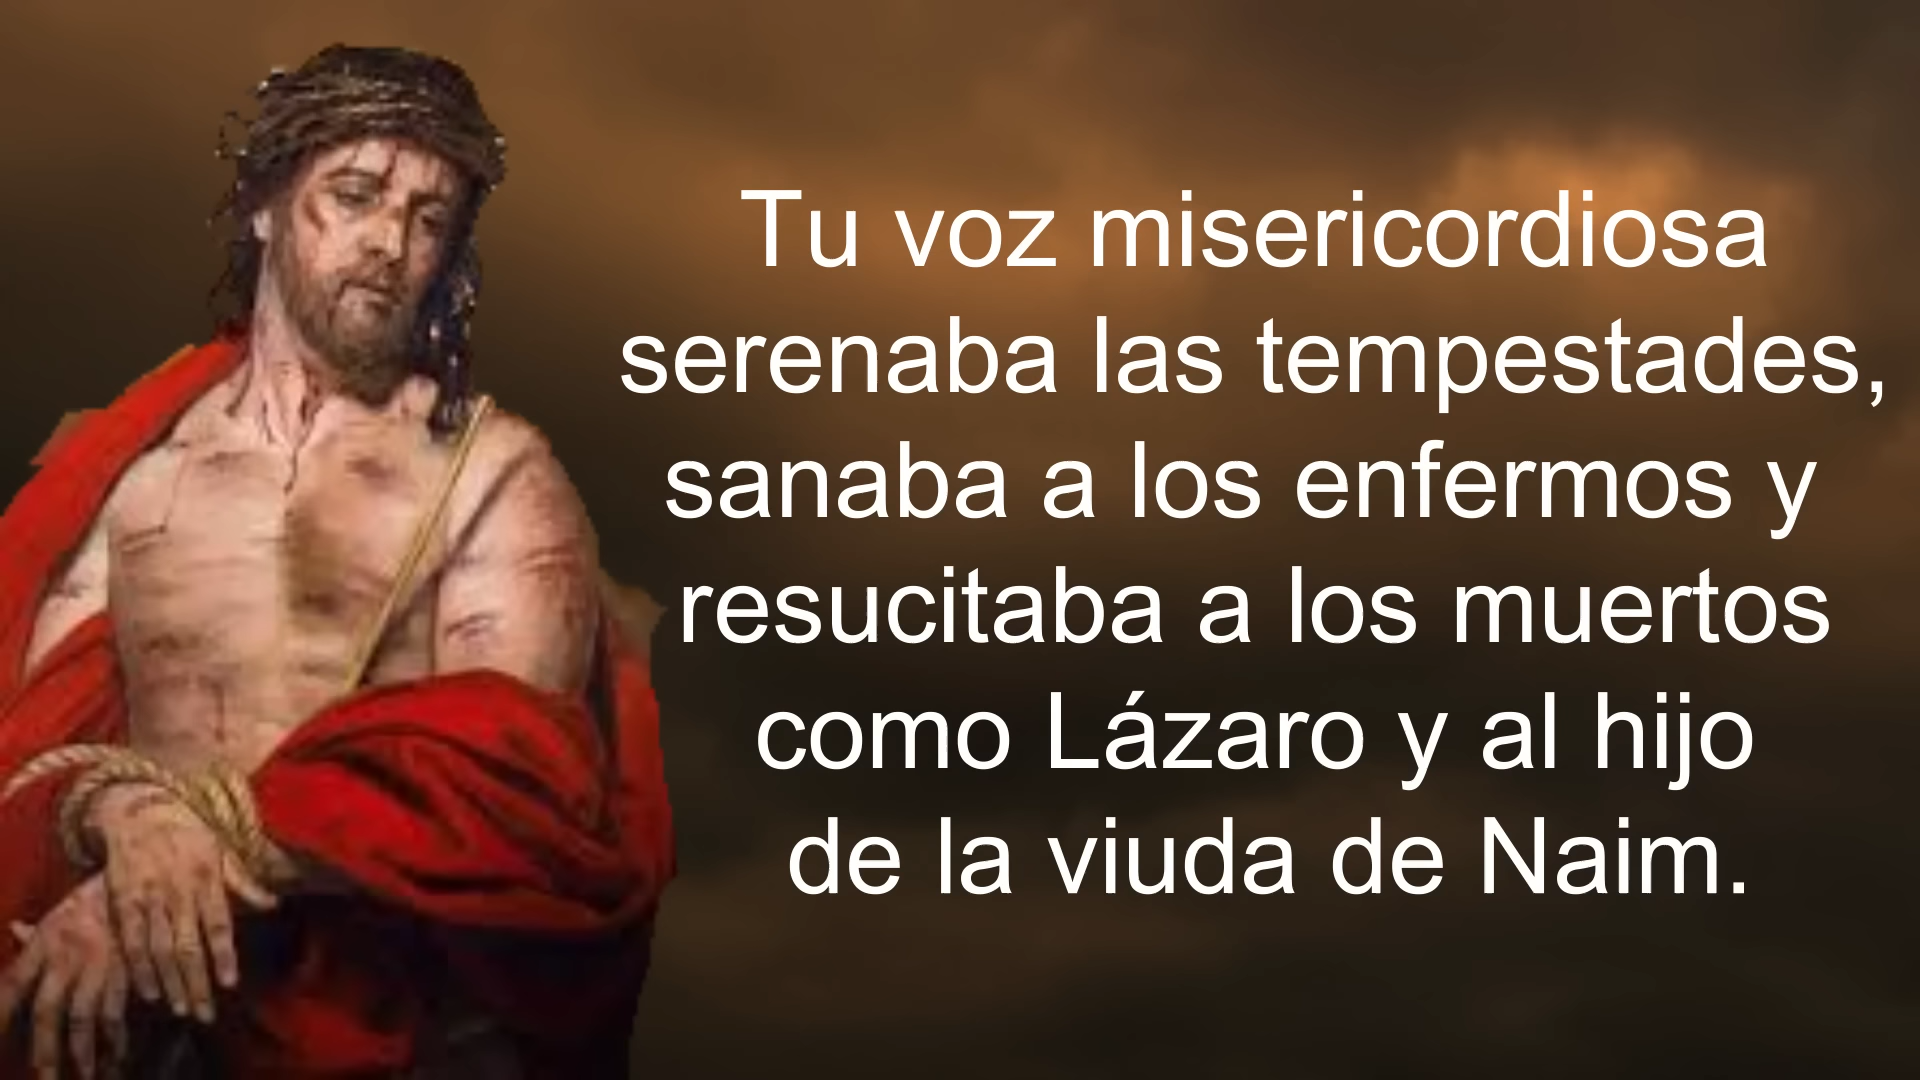 Tu voz misericordiosa
serenaba las tempestades,
sanaba a los enfermos y
resucitaba a los muertos
como Lázaro y al hijo
de la viuda de Naim.